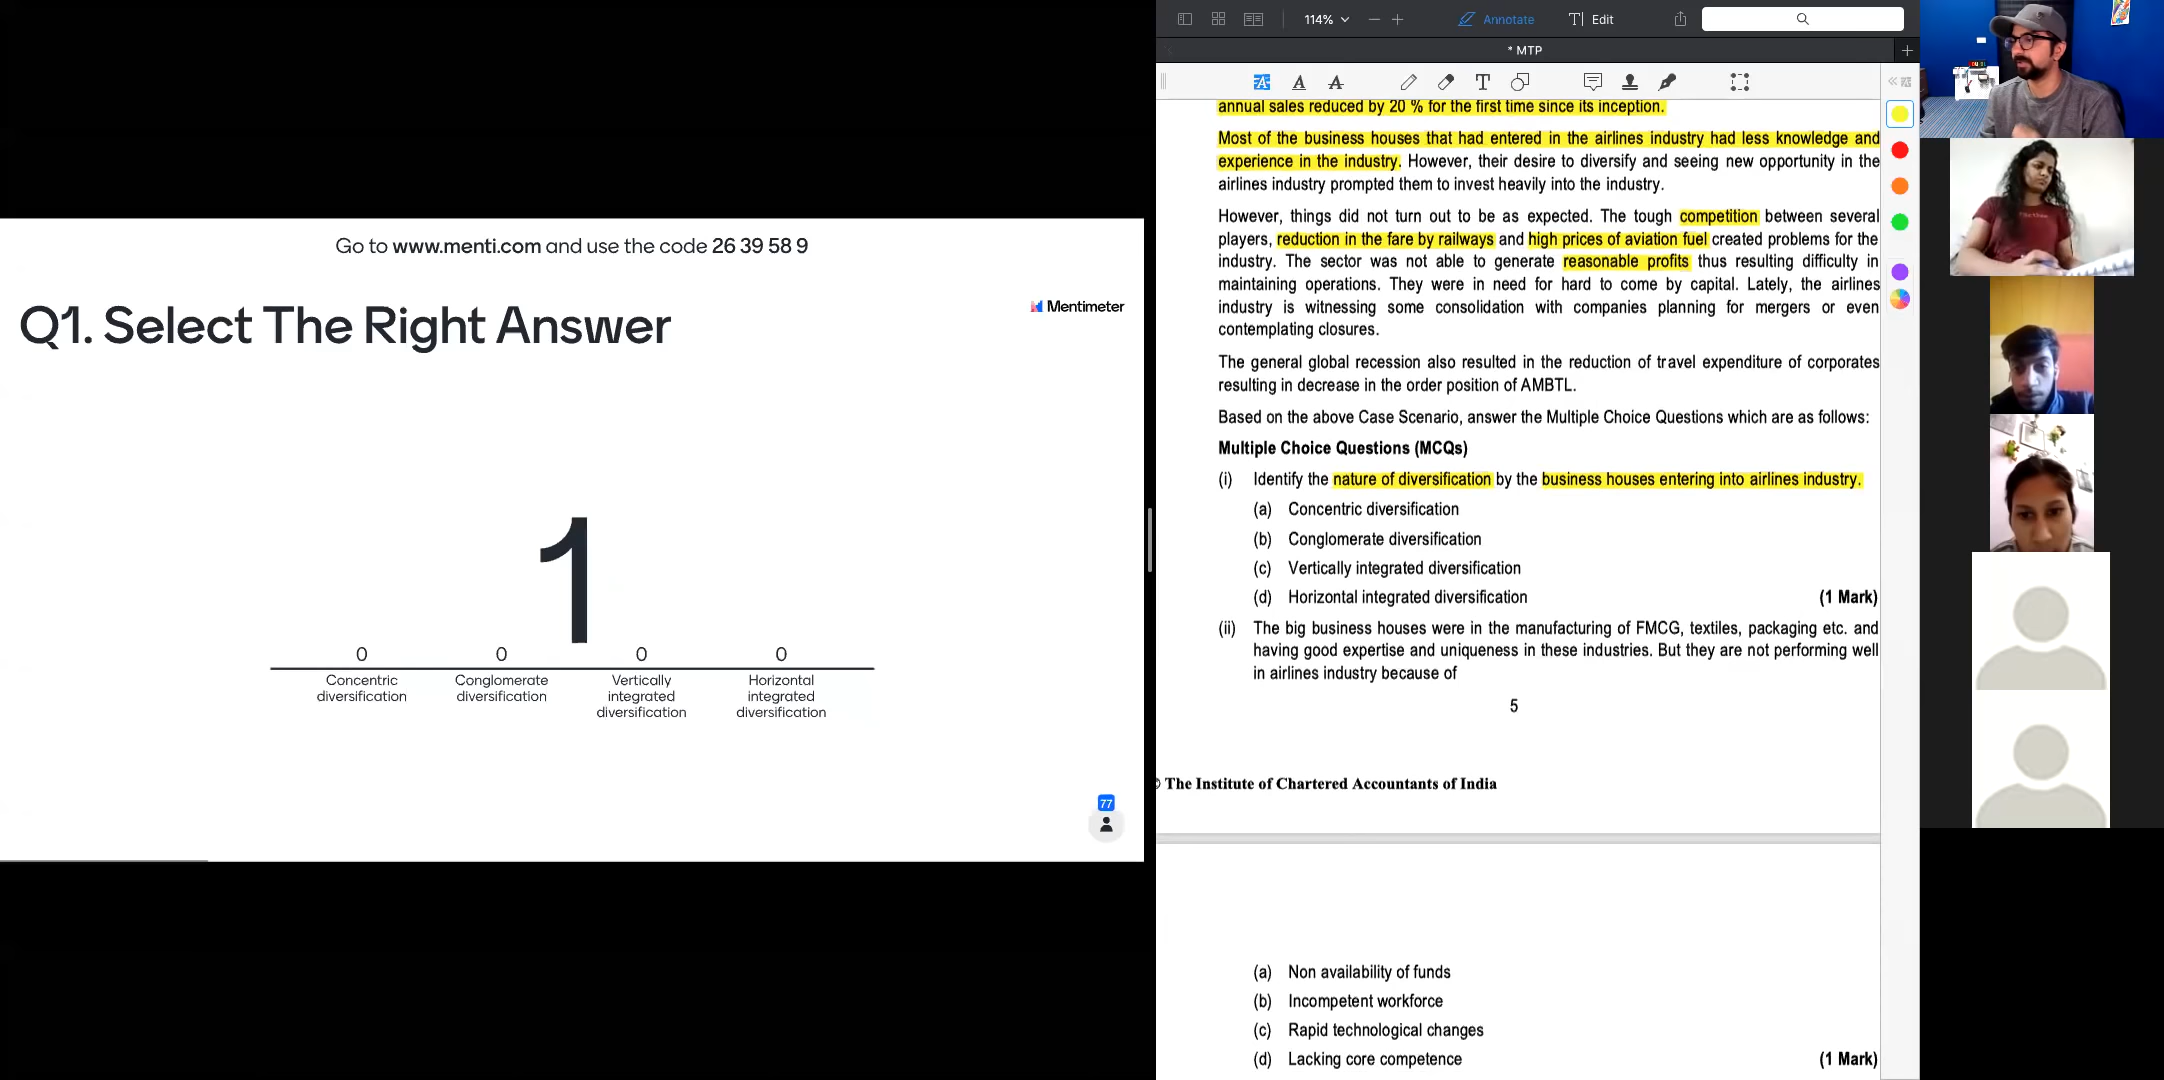 Go to www.menti.com and use the code 26 39 58 9
Mentimeter
Q1. Select The Right Answer
1
0 0 0 0
Concentric diversification
Conglomerate diversification
Vertically integrated diversification
Horizontal integrated diversification
77
114%
Annotate
Edit
* MTP
annual sales reduced by 20 % for the first time since its inception.
Most of the business houses that had entered in the airlines industry had less knowledge and
experience in the industry. However, their desire to diversify and seeing new opportunity in the
airlines industry prompted them to invest heavily into the industry.
However, things did not turn out to be as expected. The tough competition between several
players, reduction in the fare by railways and high prices of aviation fuel created problems for the
industry. The sector was not able to generate reasonable profits thus resulting difficulty in
maintaining operations. They were in need for hard to come by capital. Lately, the airlines
industry is witnessing some consolidation with companies planning for mergers or even
contemplating closures.
The general global recession also resulted in the reduction of travel expenditure of corporates
resulting in decrease in the order position of AMBTL.
Based on the above Case Scenario, answer the Multiple Choice Questions which are as follows:
Multiple Choice Questions (MCQs)
(i) Identify the nature of diversification by the business houses entering into airlines industry.
(a) Concentric diversification
(b) Conglomerate diversification
(c) Vertically integrated diversification
(d) Horizontal integrated diversification (1 Mark)
(ii) The big business houses were in the manufacturing of FMCG, textiles, packaging etc. and
having good expertise and uniqueness in these industries. But they are not performing well
in airlines industry because of
5
© The Institute of Chartered Accountants of India
(a) Non availability of funds
(b) Incompetent workforce
(c) Rapid technological changes
(d) Lacking core competence (1 Mark)